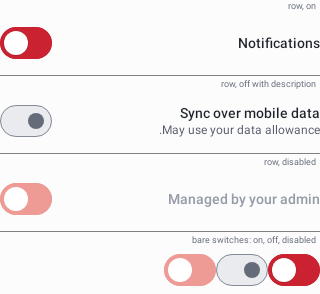 row, on
Notifications
row, off with description
Sync over mobile data
.May use your data allowance
row, disabled
Managed by your admin
bare switches: on, off, disabled